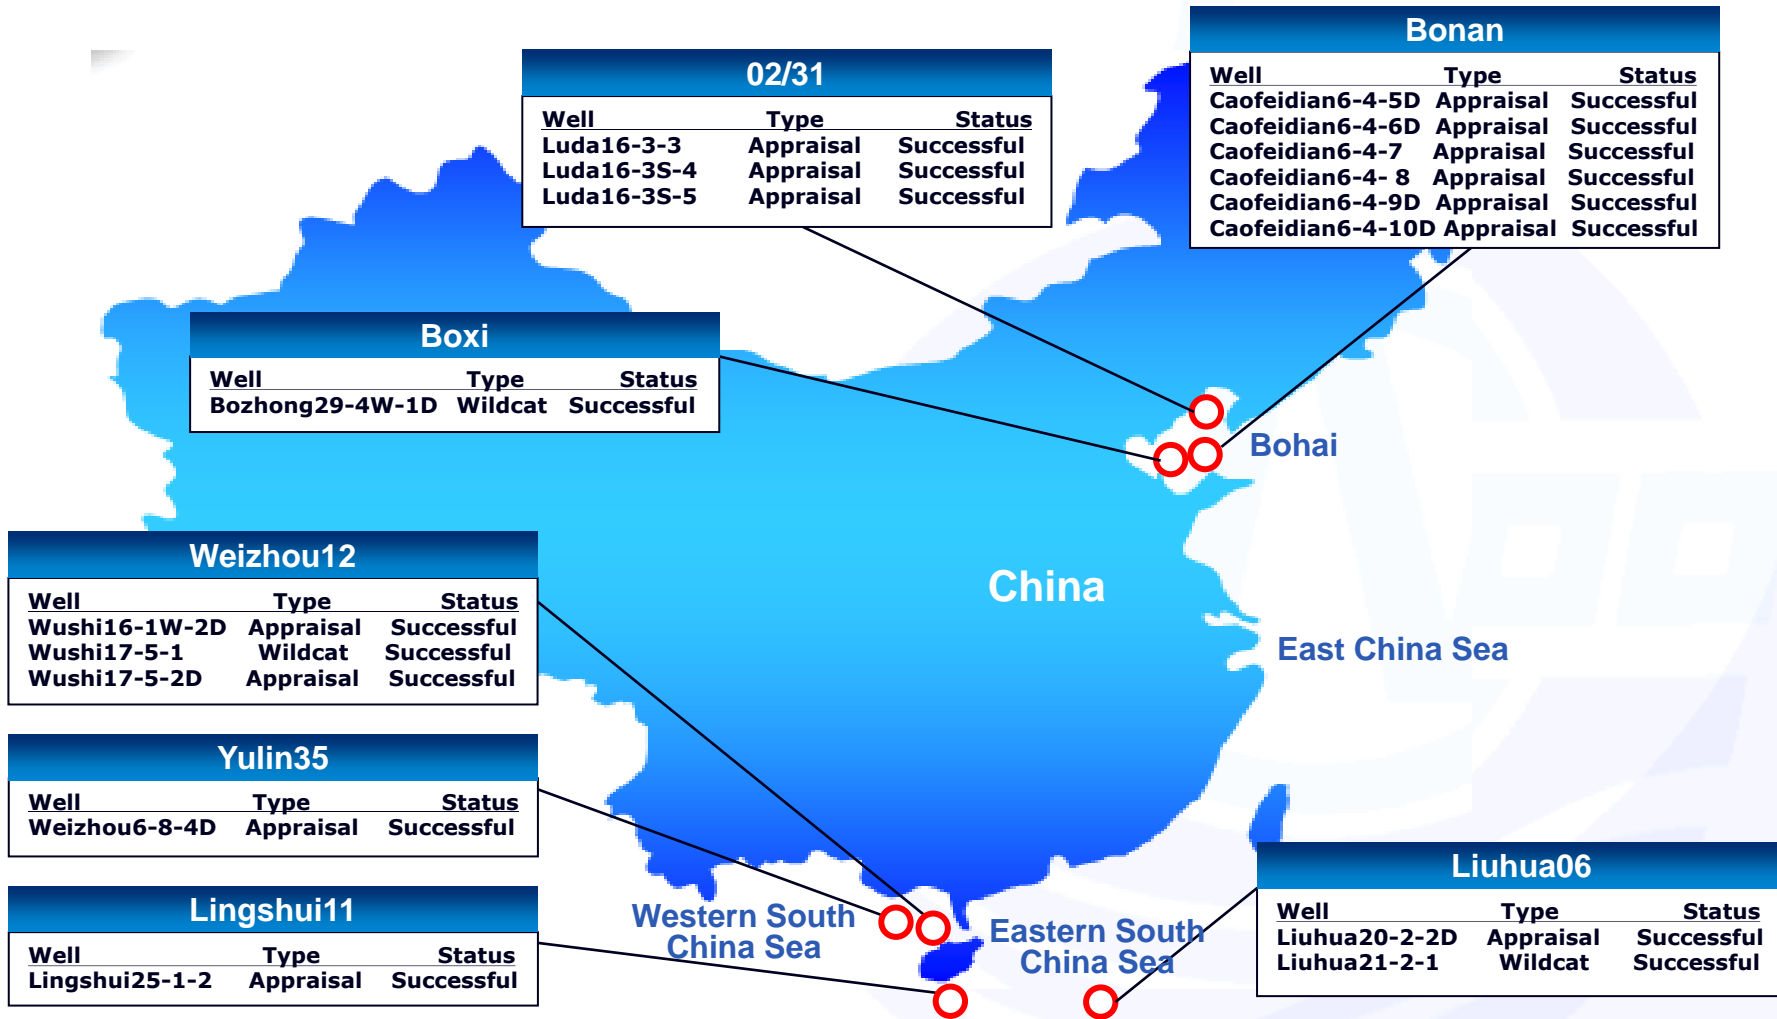 Bonan
Well Type Status
Caofeidian6-4-5D Appraisal Successful
Caofeidian6-4-6D Appraisal Successful
Caofeidian6-4-7 Appraisal Successful
Caofeidian6-4- 8 Appraisal Successful
Caofeidian6-4-9D Appraisal Successful
Caofeidian6-4-10D Appraisal Successful
02/31
Well Type Status
Luda16-3-3 Appraisal Successful
Luda16-3S-4 Appraisal Successful
Luda16-3S-5 Appraisal Successful
Boxi
Well Type Status
Bozhong29-4W-1D Wildcat Successful
Bohai
Weizhou12
Well Type Status
Wushi16-1W-2D Appraisal Successful
Wushi17-5-1 Wildcat Successful
Wushi17-5-2D Appraisal Successful
China
East China Sea
Yulin35
Well Type Status
Weizhou6-8-4D Appraisal Successful
Lingshui11
Well Type Status
Lingshui25-1-2 Appraisal Successful
Western South
China Sea
Eastern South
China Sea
Liuhua06
Well Type Status
Liuhua20-2-2D Appraisal Successful
Liuhua21-2-1 Wildcat Successful